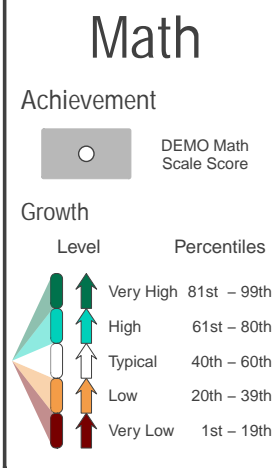 Math
Achievement
DEMO Math
Scale Score
Growth
Level Percentiles
Very High 81st – 99th
High 61st – 80th
Typical 40th – 60th
Low 20th – 39th
Very Low 1st – 19th